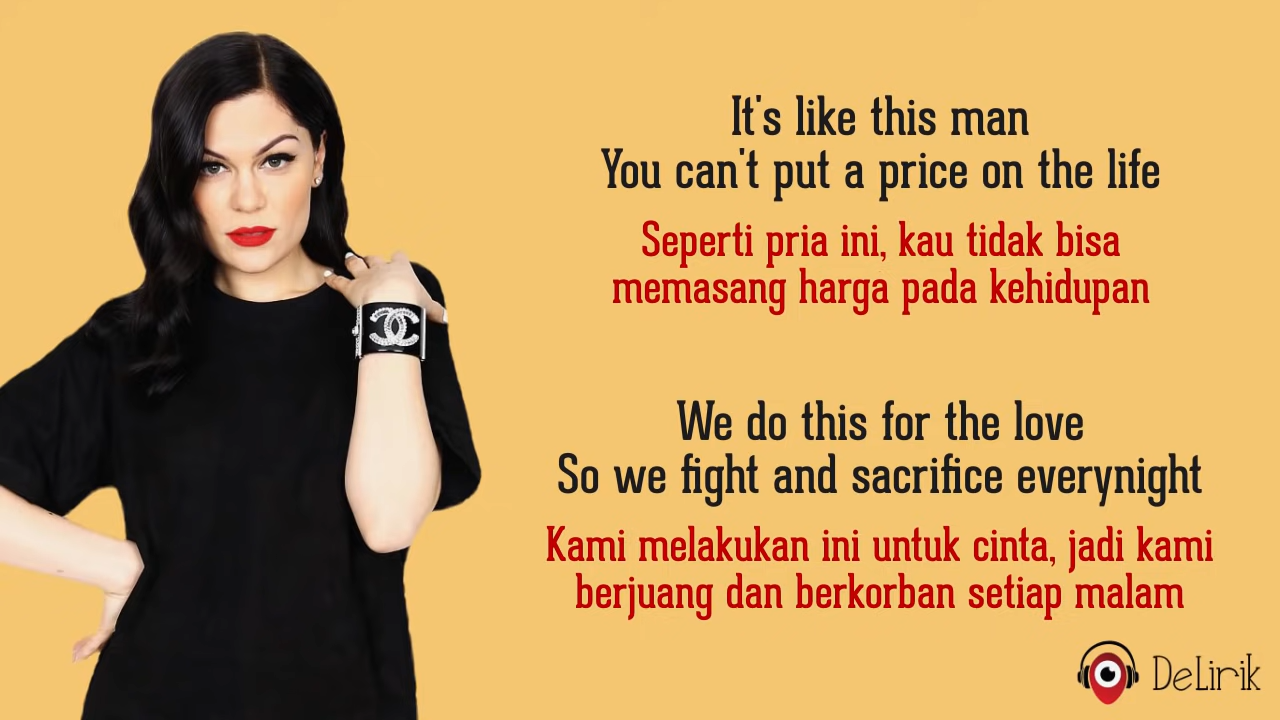 It's like this man
You can't put a price on the life
Seperti pria ini, kau tidak bisa
memasang harga pada kehidupan
We do this for the love
So we fight and sacrifice everynight
Kami melakukan ini untuk cinta, jadi kami
berjuang dan berkorban setiap malam
DeLirik